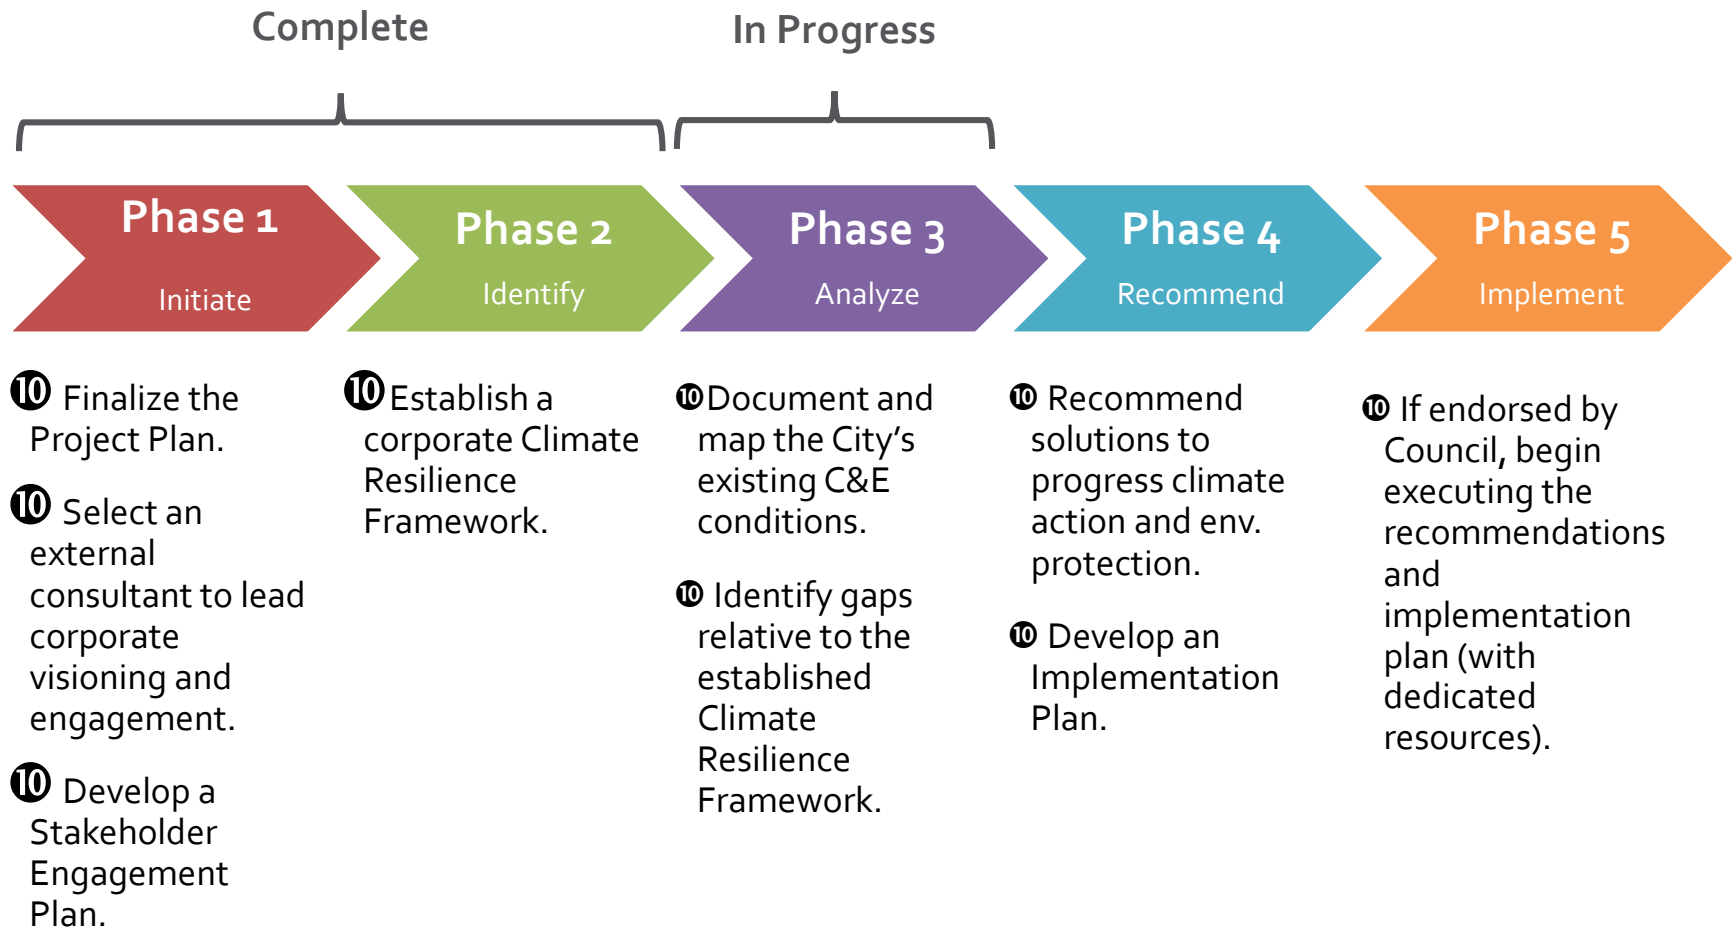 Complete
In Progress
Phase 1
Initiate
Phase 2
Identify
Phase 3
Analyze
Phase 4
Recommend
Phase 5
Implement
❿ Finalize the
Project Plan.
❿ Select an
external
consultant to lead
corporate
visioning and
engagement.
❿ Develop a
Stakeholder
Engagement
Plan.
❿ Establish a
corporate Climate
Resilience
Framework.
❿ Document and
map the City’s
existing C&E
conditions.
❿ Identify gaps
relative to the
established
Climate
Resilience
Framework.
❿ Recommend
solutions to
progress climate
action and env.
protection.
❿ Develop an
Implementation
Plan.
❿ If endorsed by
Council, begin
executing the
recommendations
and
implementation
plan (with
dedicated
resources).